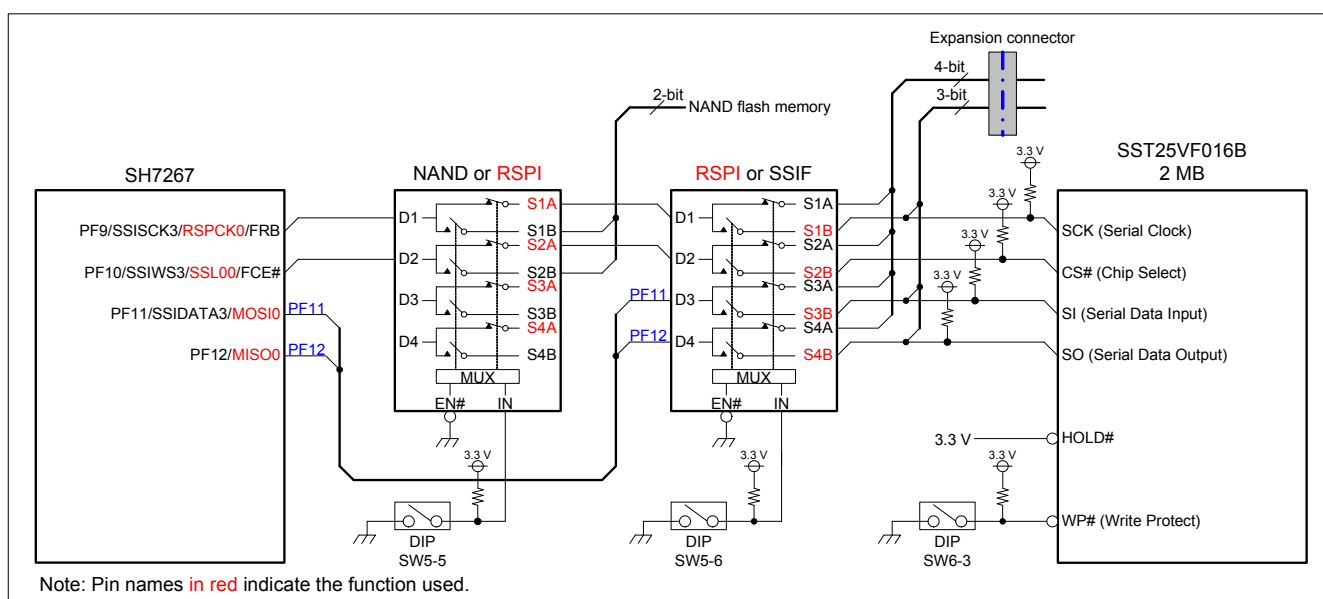 Expansion connector
4-bit
3-bit
2-bit
NAND flash memory
SH7267
PF9/SSISCK3/RSPCK0/FRB
PF10/SSIWS3/SSL00/FCE#
PF11/SSIDATA3/MOSI0
PF11
PF12/MISO0
PF12
NAND or RSPI
D1
D2
D3
D4
S1A
S1B
S2A
S2B
S3A
S3B
S4A
S4B
MUX
EN#
IN
3.3 V
DIP
SW5-5
RSPI or SSIF
PF11
PF12
D1
D2
D3
D4
S1A
S1B
S2A
S2B
S3A
S3B
S4A
S4B
MUX
EN#
IN
3.3 V
DIP
SW5-6
3.3 V
3.3 V
3.3 V
3.3 V
SST25VF016B
2 MB
SCK (Serial Clock)
CS# (Chip Select)
SI (Serial Data Input)
SO (Serial Data Output)
3.3 V
HOLD#
3.3 V
WP# (Write Protect)
DIP
SW6-3
Note: Pin names in red indicate the function used.